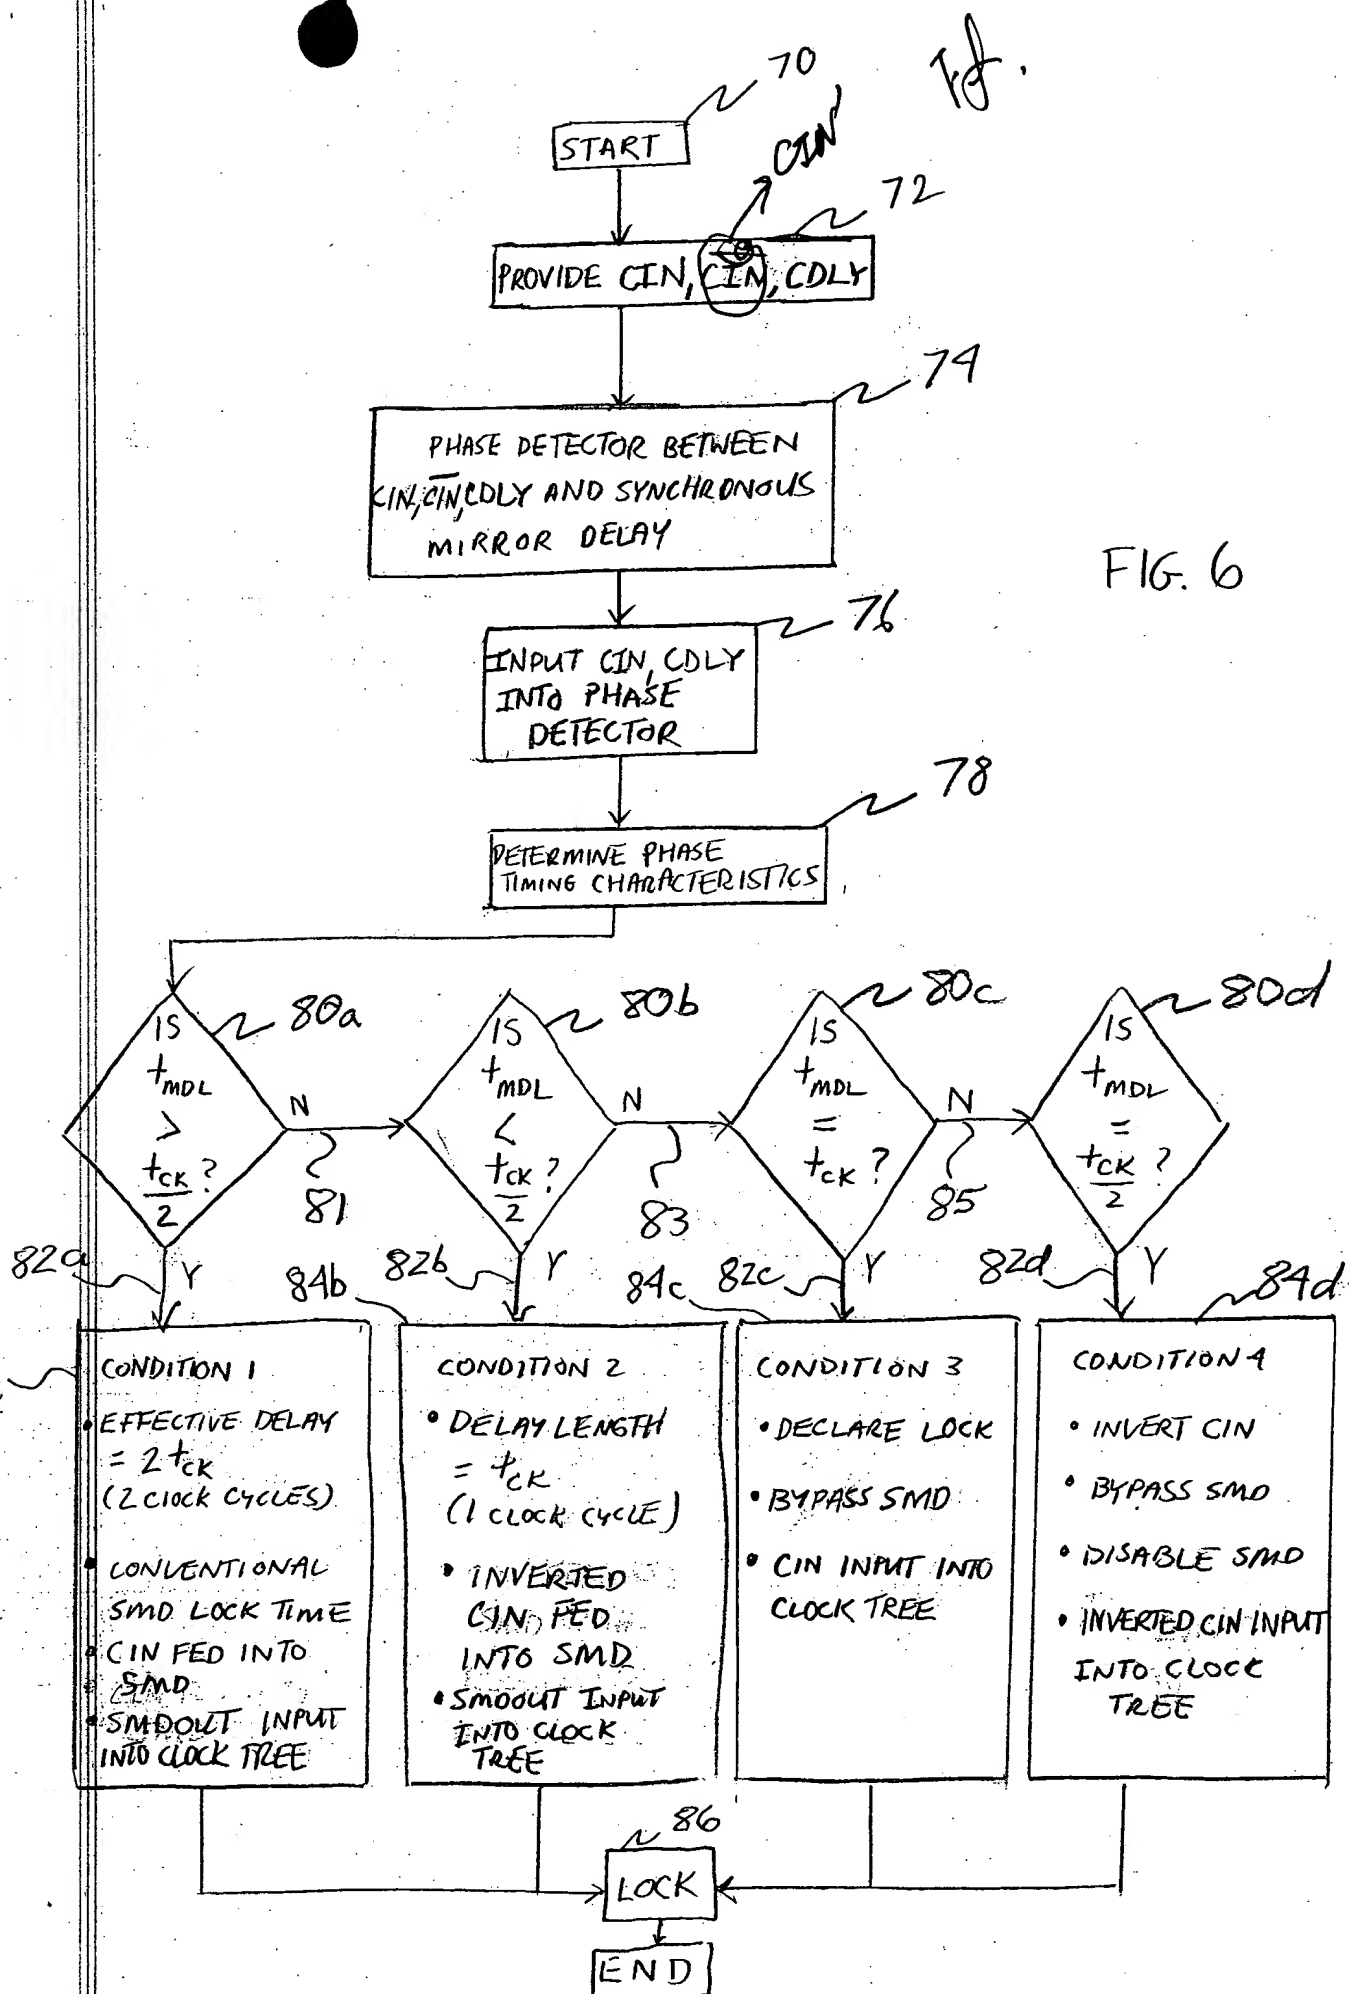 70
START
CIN'
72
PROVIDE CIN, C̅I̅N̅, CDLY
74
PHASE DETECTOR BETWEEN
CIN, C̅I̅N̅, CDLY AND SYNCHRONOUS
MIRROR DELAY
FIG. 6
76
INPUT CIN, CDLY
INTO PHASE
DETECTOR
78
DETERMINE PHASE
TIMING CHARACTERISTICS
80a
IS
tMDL
>
tCK
2
?
N
81
80b
IS
tMDL
<
tCK
2
?
N
83
80c
IS
tMDL
=
tCK ?
N
85
80d
IS
tMDL
=
tCK
2
?
82a
Y
84b
82b
Y
84c
82c
Y
82d
Y
84d
CONDITION 1
• EFFECTIVE DELAY
= 2 tCK
(2 CLOCK CYCLES)
• CONVENTIONAL
SMD LOCK TIME
• CIN FED INTO
SMD
• SMDOUT INPUT
INTO CLOCK TREE
CONDITION 2
• DELAY LENGTH
= tCK
(1 CLOCK CYCLE)
• INVERTED
CIN FED
INTO SMD
• SMDOUT INPUT
INTO CLOCK
TREE
CONDITION 3
• DECLARE LOCK
• BYPASS SMD
• CIN INPUT INTO
CLOCK TREE
CONDITION 4
• INVERT CIN
• BYPASS SMD
• DISABLE SMD
• INVERTED CIN INPUT
INTO CLOCK
TREE
86
LOCK
END